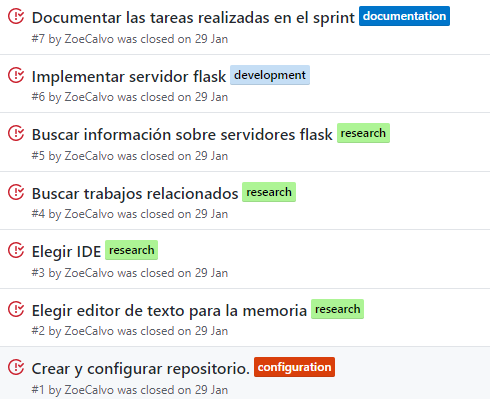 Documentar las tareas realizadas en el sprint documentation
#7 by ZoeCalvo was closed on 29 Jan
Implementar servidor flask development
#6 by ZoeCalvo was closed on 29 Jan
Buscar información sobre servidores flask research
#5 by ZoeCalvo was closed on 29 Jan
Buscar trabajos relacionados research
#4 by ZoeCalvo was closed on 29 Jan
Elegir IDE research
#3 by ZoeCalvo was closed on 29 Jan
Elegir editor de texto para la memoria research
#2 by ZoeCalvo was closed on 29 Jan
Crear y configurar repositorio. configuration
#1 by ZoeCalvo was closed on 29 Jan